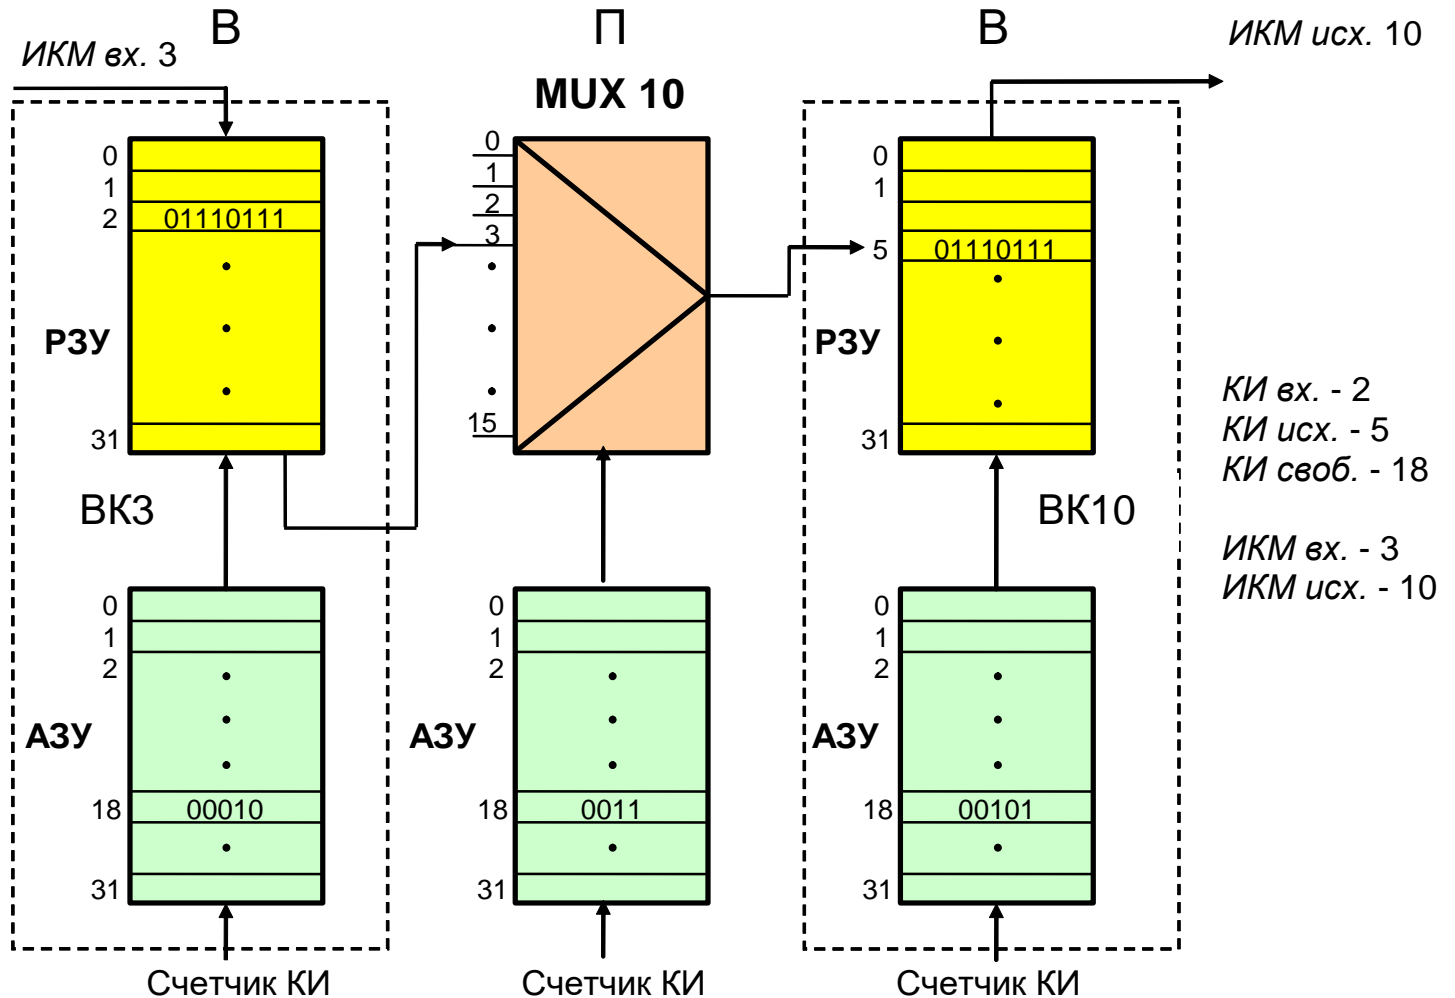 В
П
В
ИКМ вх. 3
ИКМ исх. 10
MUX 10
0
1
2
01110111
31
РЗУ
ВК3
0
1
2
3
15
0
1
5
01110111
31
РЗУ
ВК10
КИ вх. - 2
КИ исх. - 5
КИ своб. - 18
ИКМ вх. - 3
ИКМ исх. - 10
0
1
2
АЗУ
18
00010
31
Счетчик КИ
0
1
2
АЗУ
18
0011
31
Счетчик КИ
0
1
2
АЗУ
18
00101
31
Счетчик КИ